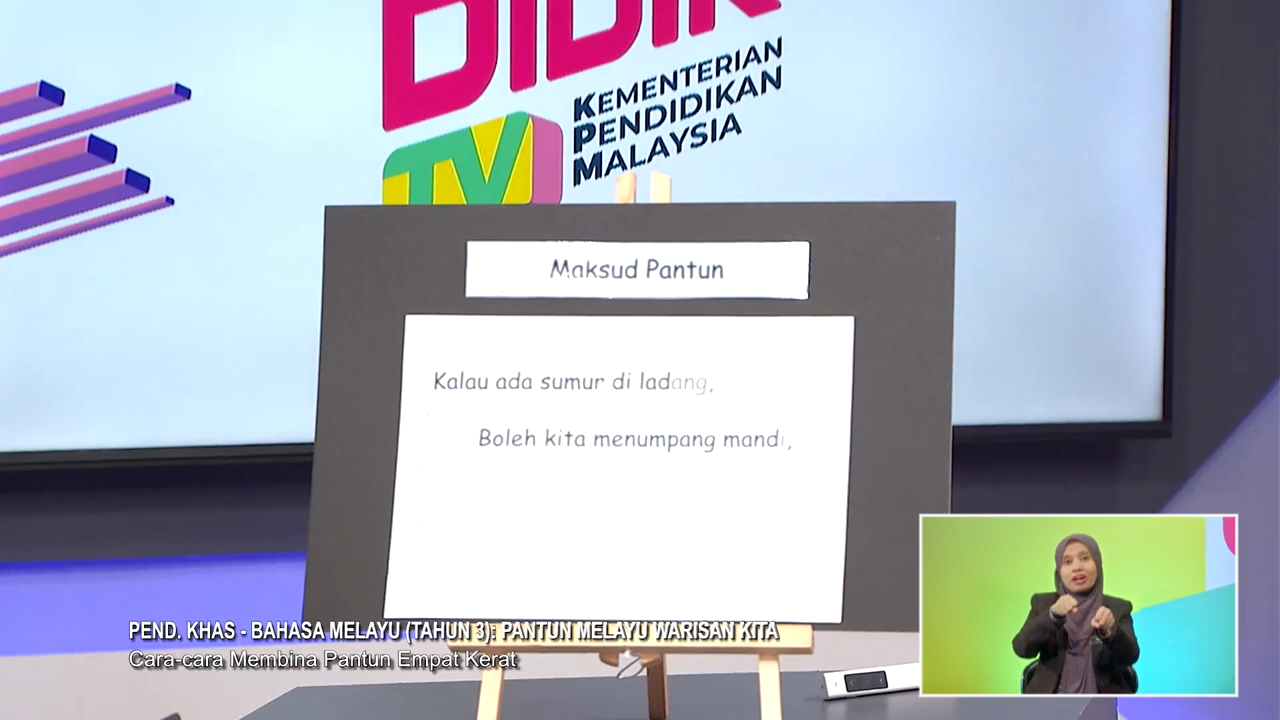 DIDIK
TV
KEMENTERIAN
PENDIDIKAN
MALAYSIA
Maksud Pantun
Kalau ada sumur di ladang,
Boleh kita menumpang mandi,
PEND. KHAS - BAHASA MELAYU (TAHUN 3): PANTUN MELAYU WARISAN KITA
Cara-cara Membina Pantun Empat Kerat